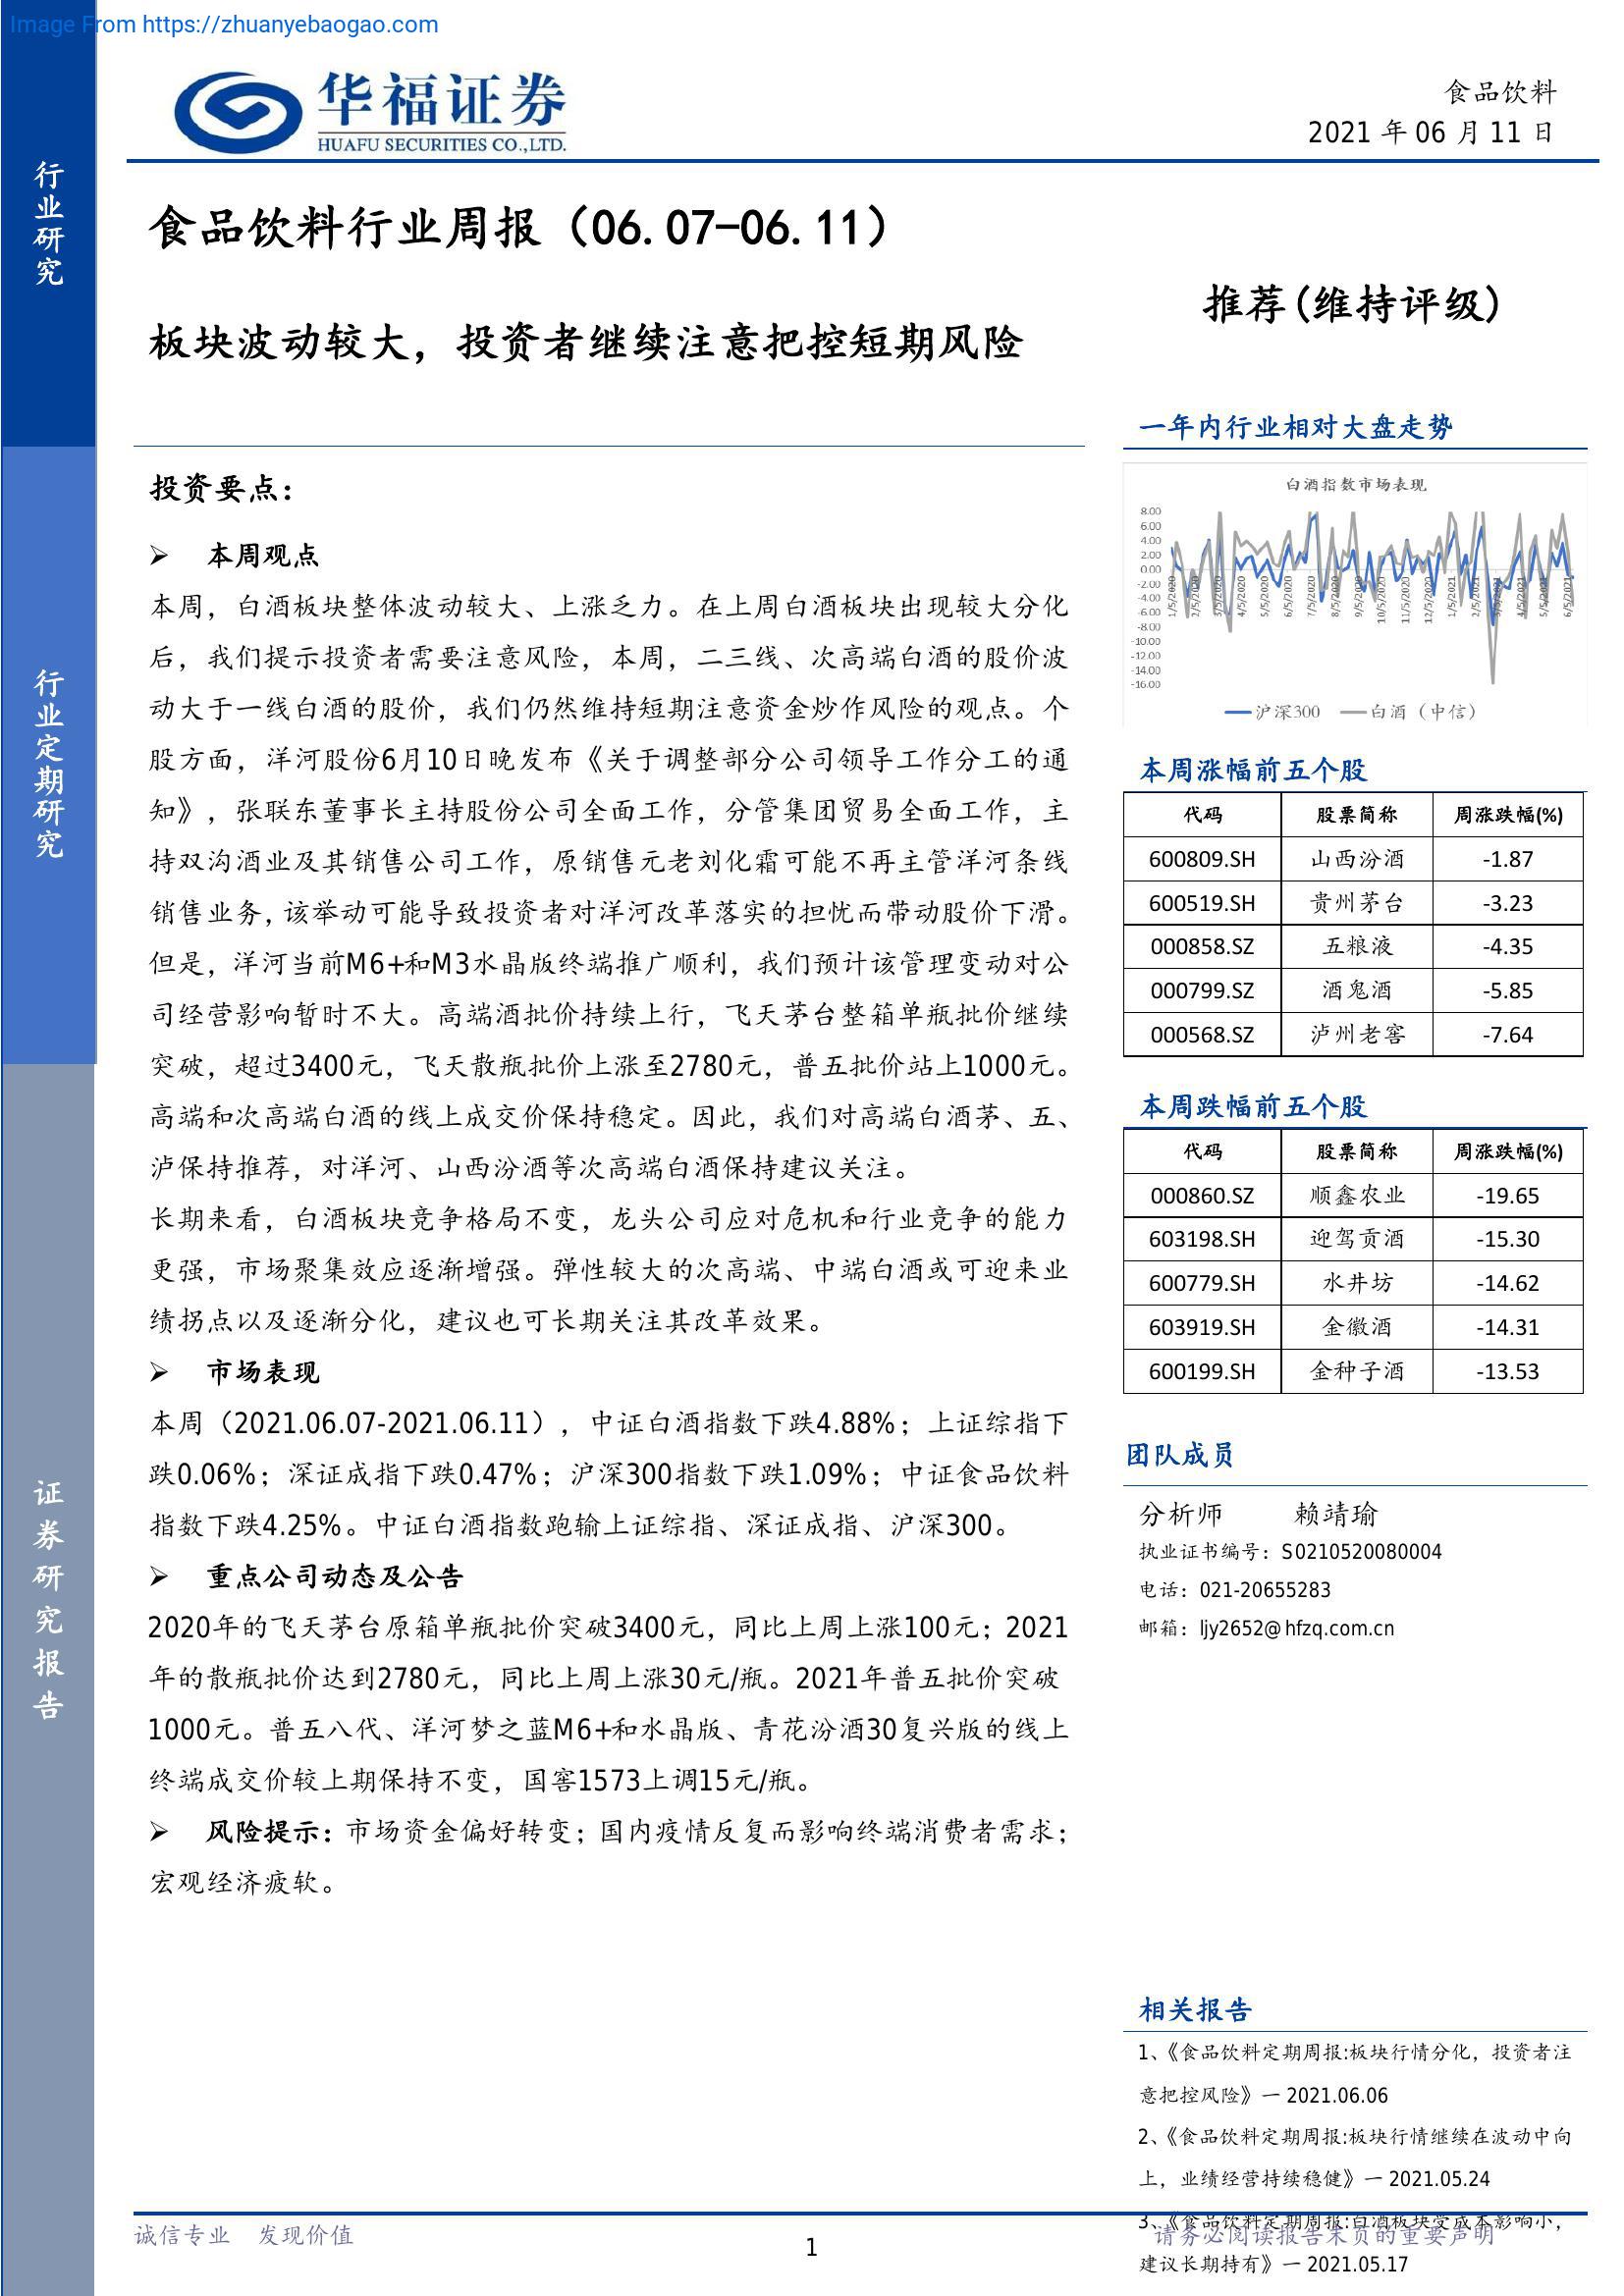 Image From https://zhuanyebaogao.com
行业研究
行业定期研究
证券研究报告
华福证券
HUAFU SECURITIES CO.,LTD.
食品饮料
2021 年 06 月 11 日
食品饮料行业周报（06.07-06.11）
板块波动较大，投资者继续注意把控短期风险
推荐(维持评级)
投资要点：
➢ 本周观点
本周，白酒板块整体波动较大、上涨乏力。在上周白酒板块出现较大分化
后，我们提示投资者需要注意风险，本周，二三线、次高端白酒的股价波
动大于一线白酒的股价，我们仍然维持短期注意资金炒作风险的观点。个
股方面，洋河股份6月10日晚发布《关于调整部分公司领导工作分工的通
知》，张联东董事长主持股份公司全面工作，分管集团贸易全面工作，主
持双沟酒业及其销售公司工作，原销售元老刘化霜可能不再主管洋河条线
销售业务，该举动可能导致投资者对洋河改革落实的担忧而带动股价下滑。
但是，洋河当前M6+和M3水晶版终端推广顺利，我们预计该管理变动对公
司经营影响暂时不大。高端酒批价持续上行，飞天茅台整箱单瓶批价继续
突破，超过3400元，飞天散瓶批价上涨至2780元，普五批价站上1000元。
高端和次高端白酒的线上成交价保持稳定。因此，我们对高端白酒茅、五、
泸保持推荐，对洋河、山西汾酒等次高端白酒保持建议关注。
长期来看，白酒板块竞争格局不变，龙头公司应对危机和行业竞争的能力
更强，市场聚集效应逐渐增强。弹性较大的次高端、中端白酒或可迎来业
绩拐点以及逐渐分化，建议也可长期关注其改革效果。
➢ 市场表现
本周（2021.06.07-2021.06.11），中证白酒指数下跌4.88%；上证综指下
跌0.06%；深证成指下跌0.47%；沪深300指数下跌1.09%；中证食品饮料
指数下跌4.25%。中证白酒指数跑输上证综指、深证成指、沪深300。
➢ 重点公司动态及公告
2020年的飞天茅台原箱单瓶批价突破3400元，同比上周上涨100元；2021
年的散瓶批价达到2780元，同比上周上涨30元/瓶。2021年普五批价突破
1000元。普五八代、洋河梦之蓝M6+和水晶版、青花汾酒30复兴版的线上
终端成交价较上期保持不变，国窖1573上调15元/瓶。
➢ 风险提示：市场资金偏好转变；国内疫情反复而影响终端消费者需求；
宏观经济疲软。
一年内行业相对大盘走势
白酒指数市场表现
8.00
6.00
4.00
2.00
0.00
-2.00
-4.00
-6.00
-8.00
-10.00
-12.00
-14.00
-16.00
1/5/2020
2/5/2020
3/5/2020
4/5/2020
5/5/2020
6/5/2020
7/5/2020
8/5/2020
9/5/2020
10/5/2020
11/5/2020
12/5/2020
1/5/2021
2/5/2021
3/5/2021
4/5/2021
5/5/2021
6/5/2021
沪深300 白酒（中信）
本周涨幅前五个股
代码 股票简称 周涨跌幅(%)
600809.SH 山西汾酒 -1.87
600519.SH 贵州茅台 -3.23
000858.SZ 五粮液 -4.35
000799.SZ 酒鬼酒 -5.85
000568.SZ 泸州老窖 -7.64
本周跌幅前五个股
代码 股票简称 周涨跌幅(%)
000860.SZ 顺鑫农业 -19.65
603198.SH 迎驾贡酒 -15.30
600779.SH 水井坊 -14.62
603919.SH 金徽酒 -14.31
600199.SH 金种子酒 -13.53
团队成员
分析师 赖靖瑜
执业证书编号：S0210520080004
电话：021-20655283
邮箱：ljy2652@hfzq.com.cn
相关报告
1、《食品饮料定期周报:板块行情分化，投资者注
意把控风险》一 2021.06.06
2、《食品饮料定期周报:板块行情继续在波动中向
上，业绩经营持续稳健》一 2021.05.24
3、《食品饮料定期周报:白酒板块受成本影响小，
建议长期持有》一 2021.05.17
诚信专业 发现价值
1
请务必阅读报告末页的重要声明